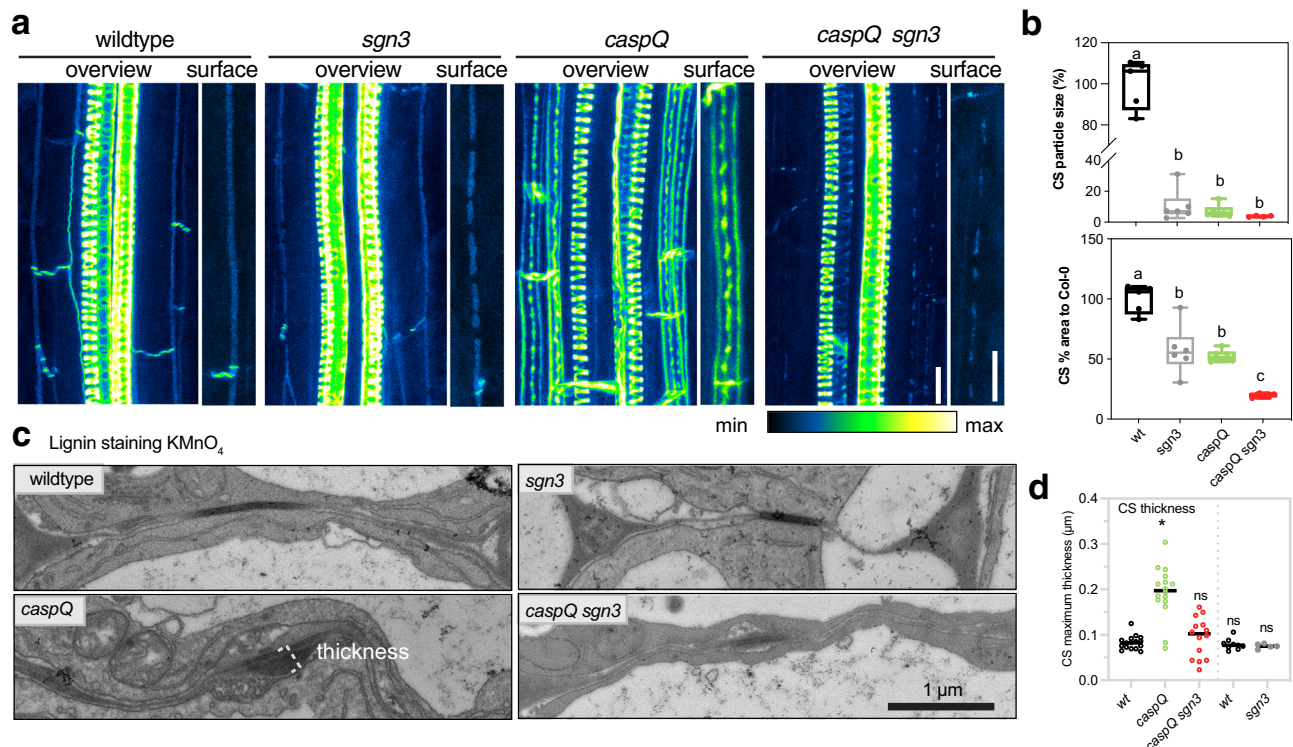 a
wildtype
sgn3
caspQ
caspQ sgn3
overview surface
overview surface
overview surface
overview surface
min
max
b
CS particle size (%)
120
100
80
40
20
0
a
b
b
b
CS % area to Col-0
150
100
50
0
a
b
b
c
wt
sgn3
caspQ
caspQ sgn3
c
Lignin staining KMnO4
wildtype
sgn3
caspQ
thickness
caspQ sgn3
1 µm
d
CS maximum thickness (µm)
0.4
0.3
0.2
0.1
0.0
CS thickness
*
ns
ns
ns
wt
caspQ
caspQ sgn3
wt
sgn3